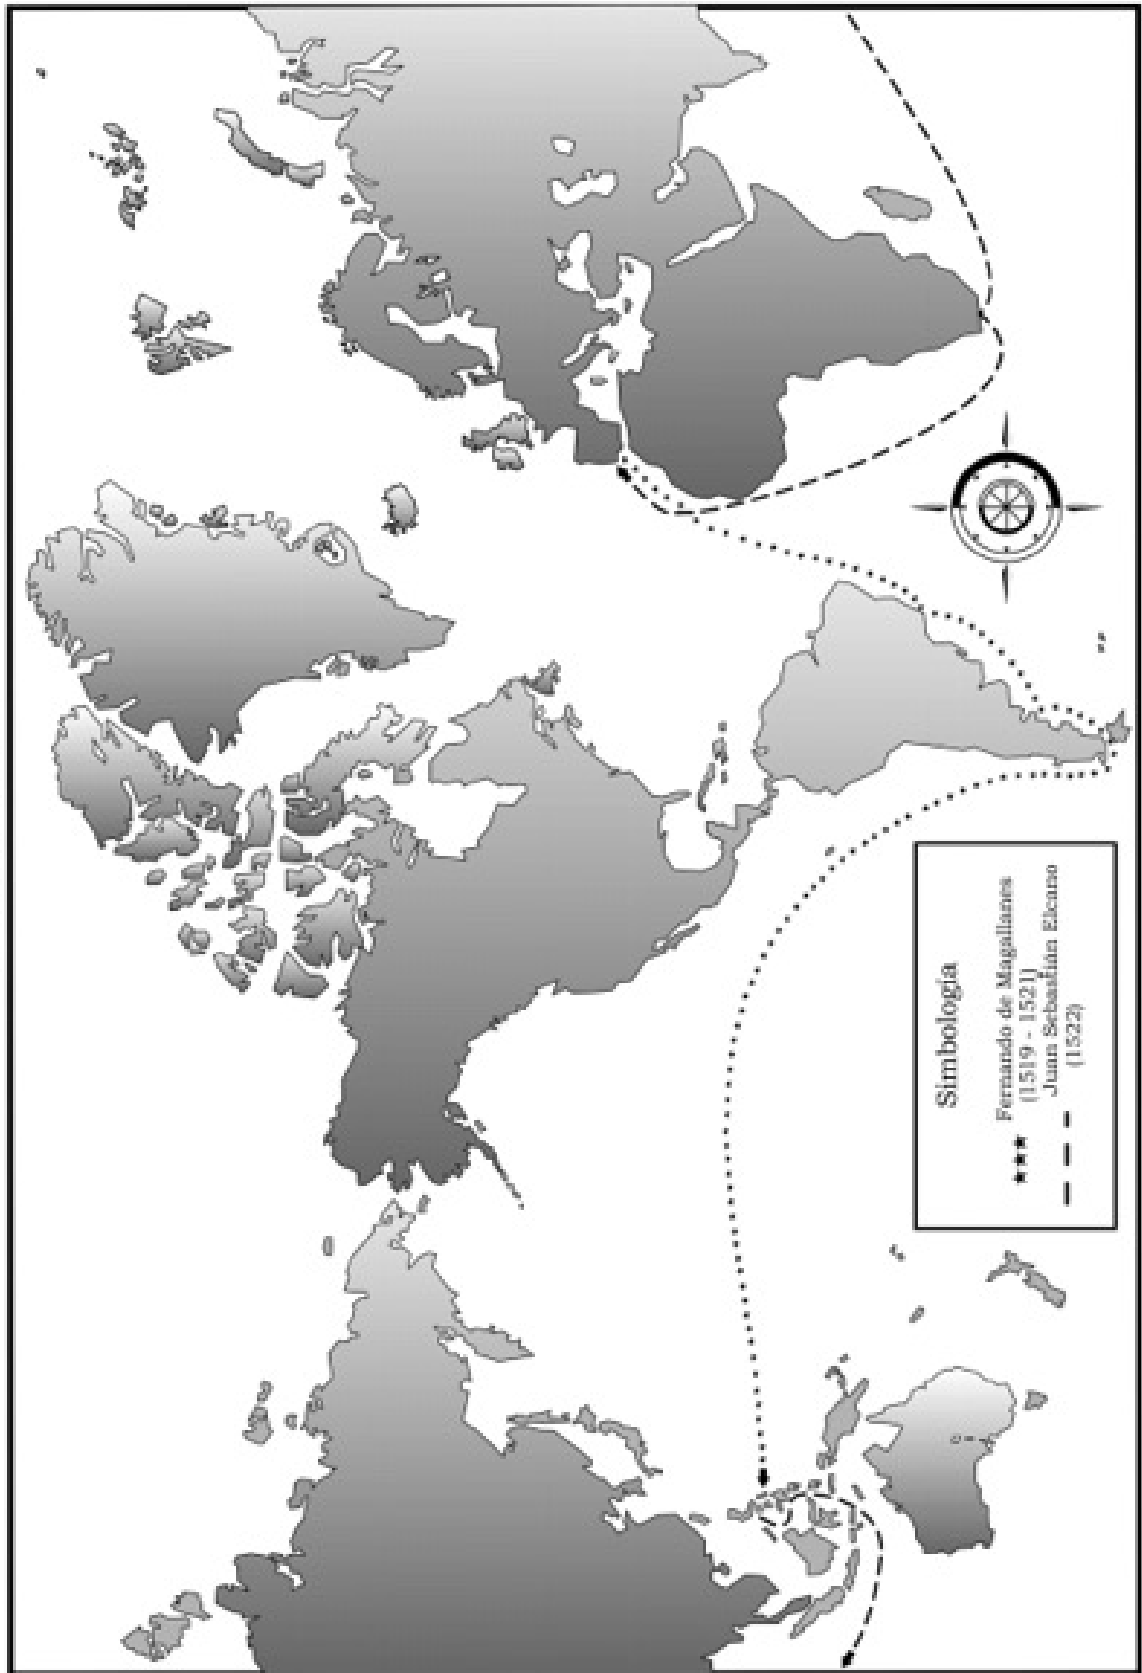 Simbología
Fernando de Magallanes
(1519 - 1521)
Juan Sebastián Elcano
(1522)